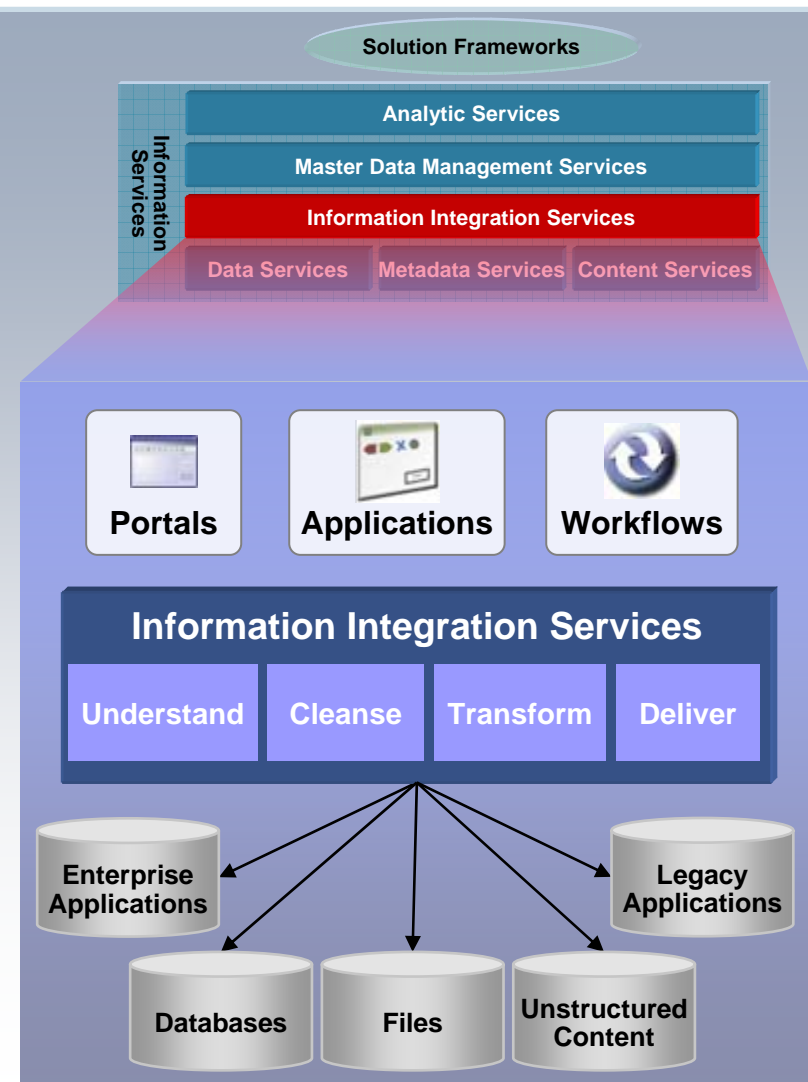 Solution Frameworks
Information
Services
Analytic Services
Master Data Management Services
Information Integration Services
Data Services
Metadata Services
Content Services
Portals
Applications
Workflows
Information Integration Services
Understand
Cleanse
Transform
Deliver
Enterprise
Applications
Legacy
Applications
Databases
Files
Unstructured
Content